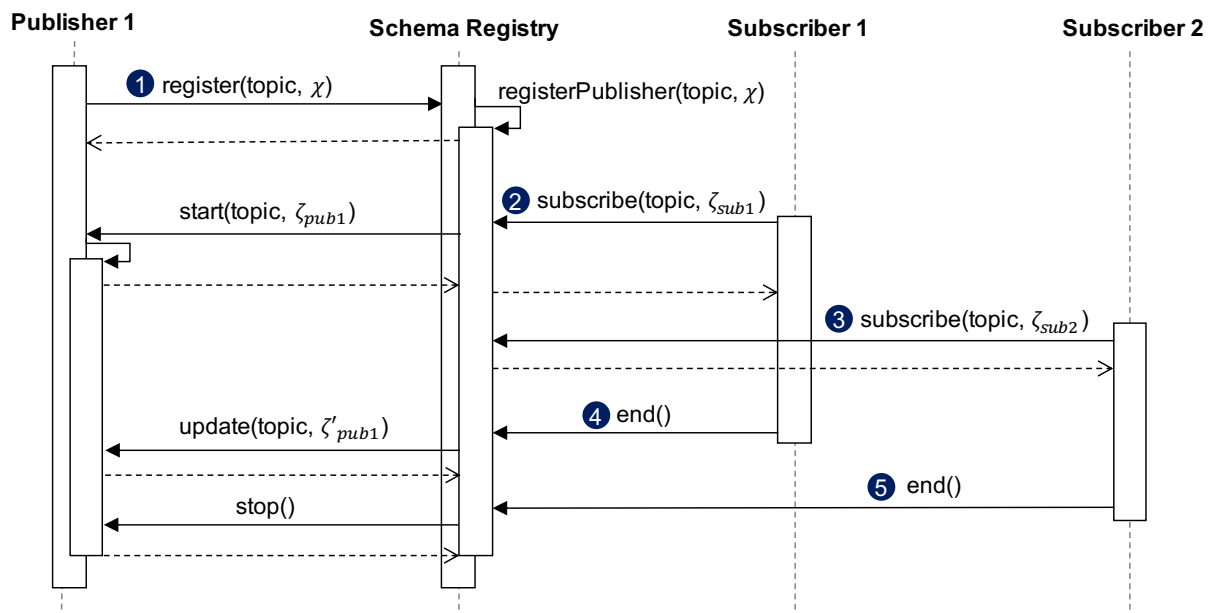 Publisher 1
Schema Registry
Subscriber 1
Subscriber 2
1 register(topic, χ)
registerPublisher(topic, χ)
2 subscribe(topic, ζsub1)
start(topic, ζpub1)
3 subscribe(topic, ζsub2)
4 end()
update(topic, ζ′pub1)
5 end()
stop()